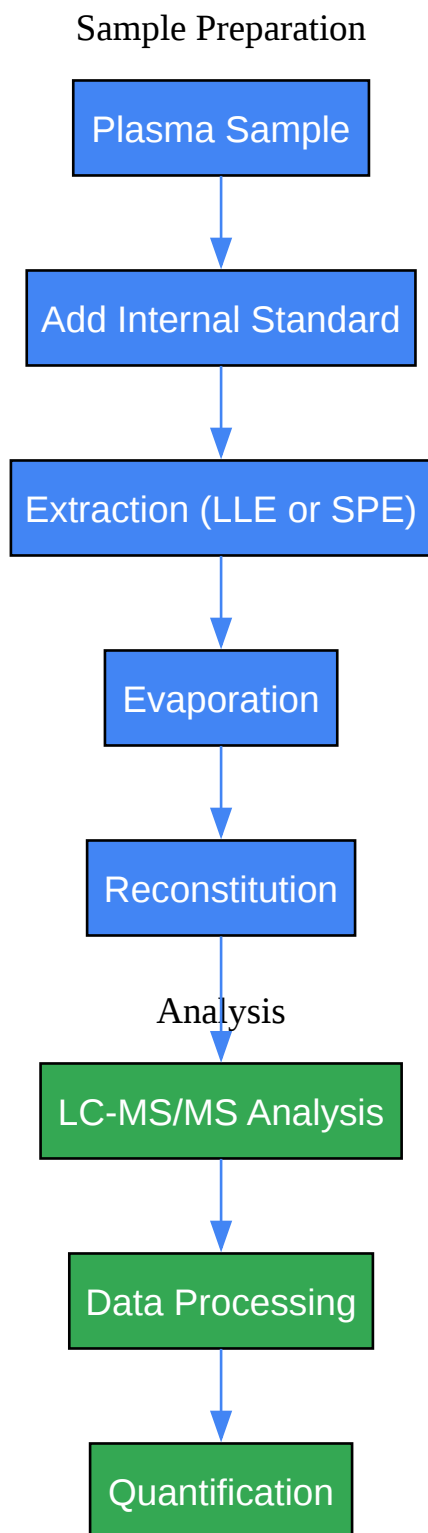 Sample Preparation
Plasma Sample
Add Internal Standard
Extraction (LLE or SPE)
Evaporation
Reconstitution
Analysis
LC-MS/MS Analysis
Data Processing
Quantification